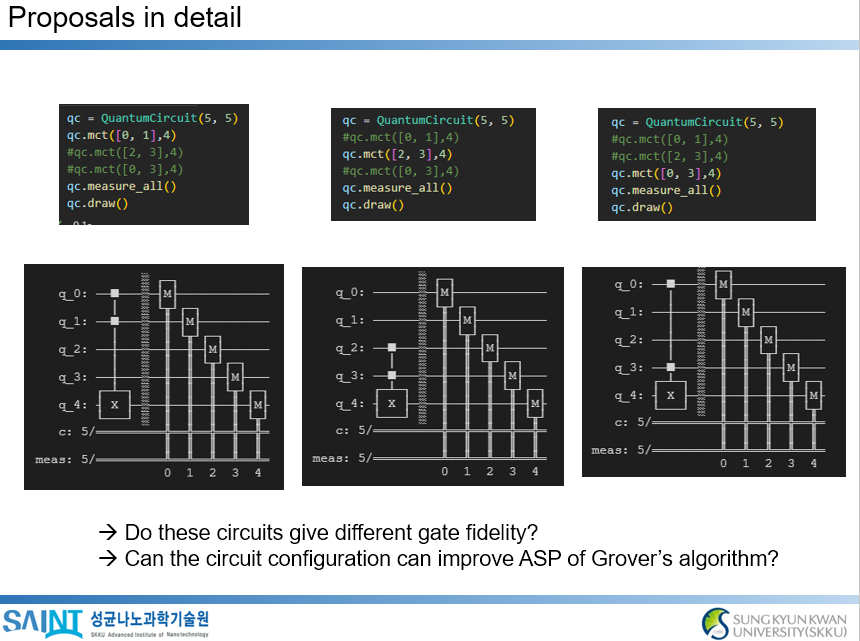 Proposals in detail
qc = QuantumCircuit(5, 5)
qc.mct([0, 1],4)
#qc.mct([2, 3],4)
#qc.mct([0, 3],4)
qc.measure_all()
qc.draw()
qc = QuantumCircuit(5, 5)
#qc.mct([0, 1],4)
qc.mct([2, 3],4)
#qc.mct([0, 3],4)
qc.measure_all()
qc.draw()
qc = QuantumCircuit(5, 5)
#qc.mct([0, 1],4)
#qc.mct([2, 3],4)
qc.mct([0, 3],4)
qc.measure_all()
qc.draw()
q_0: M
q_1: M
q_2: M
q_3: M
q_4: X M
c: 5/
meas: 5/
0 1 2 3 4
q_0: M
q_1: M
q_2: M
q_3: M
q_4: X M
c: 5/
meas: 5/
0 1 2 3 4
q_0: M
q_1: M
q_2: M
q_3: M
q_4: X M
c: 5/
meas: 5/
0 1 2 3 4
→ Do these circuits give different gate fidelity?
→ Can the circuit configuration can improve ASP of Grover’s algorithm?
SAINT 성균나노과학기술원
SKKU Advanced Institute of Nanotechnology
SUNG KYUN KWAN
UNIVERSITY(SKKU)